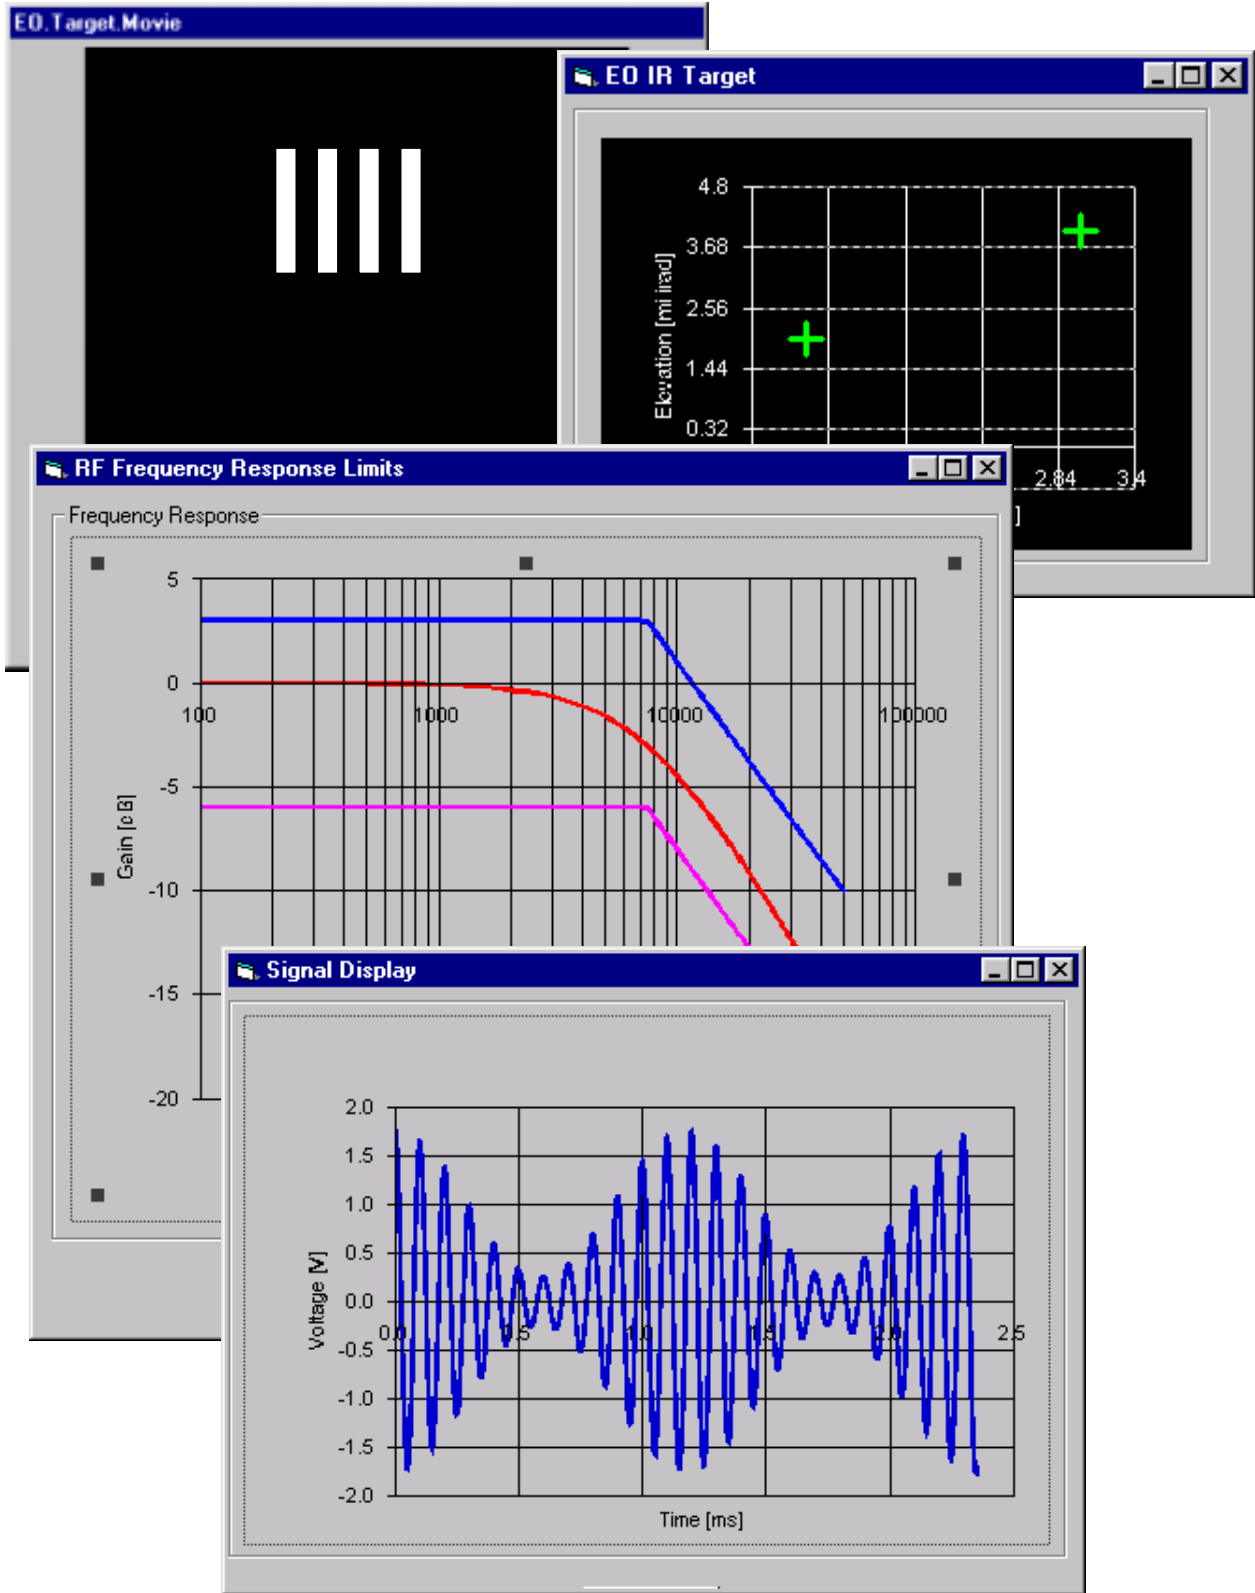 EO.Target.Movie
EO IR Target
4.8
3.68
2.56
1.44
0.32
Elevation [mi irad]
2.84 3.4
]
RF Frequency Response Limits
Frequency Response
5
0
100 1000 10000 100000
-5
-10
-15
-20
Gain [cB]
Signal Display
2.0
1.5
1.0
0.5
0.0
0.0 0.5 1.0 1.5 2.0 2.5
-0.5
-1.0
-1.5
-2.0
Voltage [V]
Time [ms]